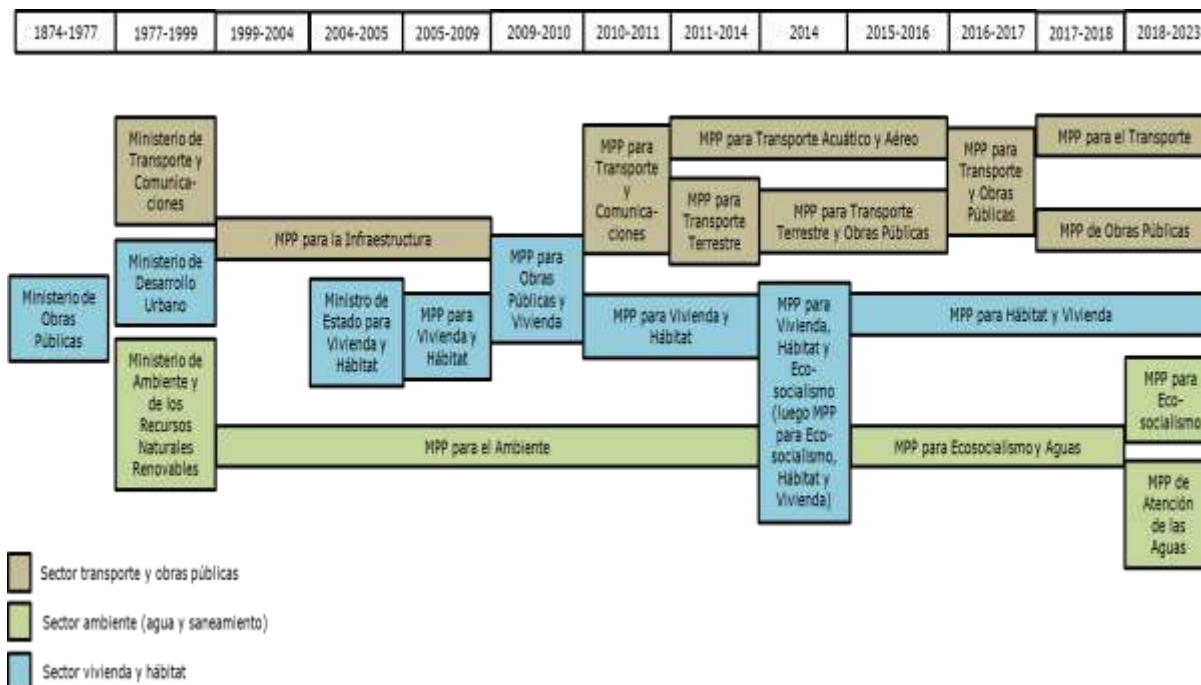 1874-1977
1977-1999
1999-2004
2004-2005
2005-2009
2009-2010
2010-2011
2011-2014
2014
2015-2016
2016-2017
2017-2018
2018-2023
Ministerio de
Obras
Públicas
Ministerio de
Transporte y
Comunica-
ciones
Ministerio de
Desarrollo
Urbano
Ministerio de
Ambiente y
de los
Recursos
Naturales
Renovables
MPP para la Infraestructura
Ministro de
Estado para
Vivienda y
Hábitat
MPP para
Vivienda y
Hábitat
MPP para el Ambiente
MPP para
Obras
Públicas y
Vivienda
MPP para
Transporte
y
Comunica-
ciones
MPP para Vivienda y
Hábitat
MPP para Transporte Acuático y Aéreo
MPP para
Transporte
Terrestre
MPP para Transporte
Terrestre y Obras Públicas
MPP para
Vivienda,
Hábitat y
Eco-
socialismo
(luego MPP
para Eco-
socialismo,
Hábitat y
Vivienda)
MPP para Hábitat y Vivienda
MPP para Ecosocialismo y Aguas
MPP para
Transporte
y Obras
Públicas
MPP para el Transporte
MPP de Obras Públicas
MPP para
Eco-
socialismo
MPP de
Atención
de las
Aguas
Sector transporte y obras públicas
Sector ambiente (agua y saneamiento)
Sector vivienda y hábitat